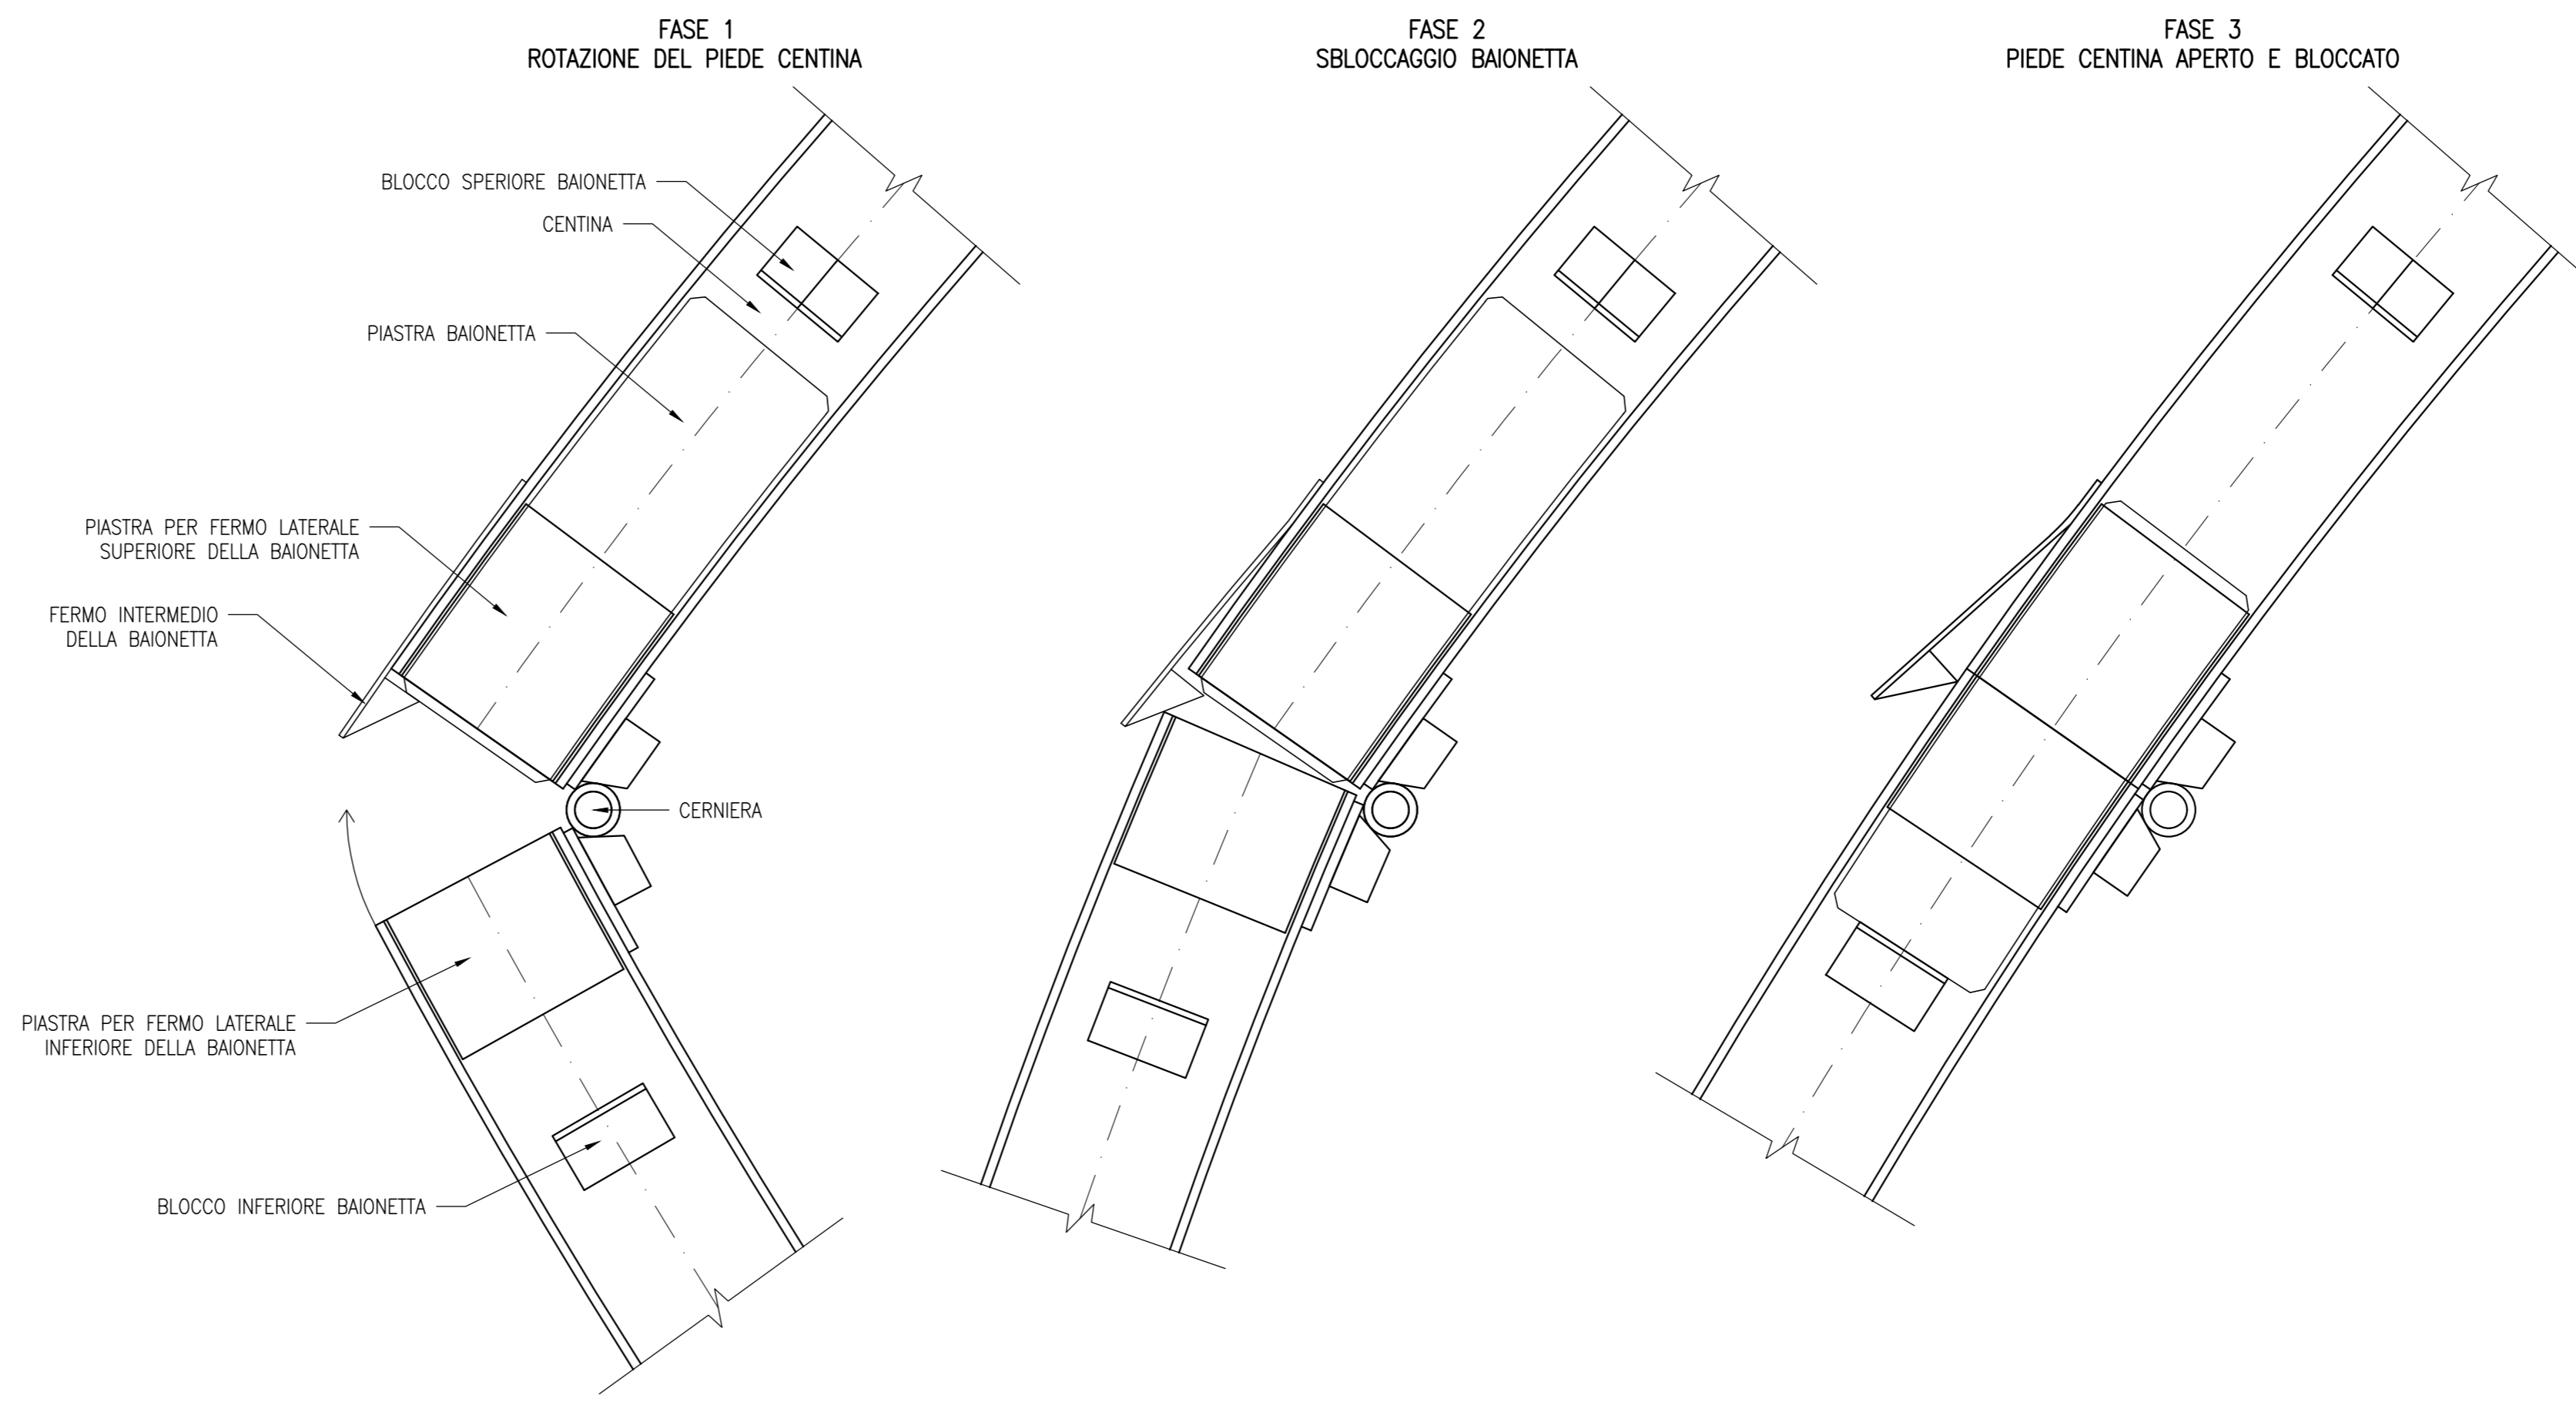 FASE 1
ROTAZIONE DEL PIEDE CENTINA
FASE 2
SBLOCCAGGIO BAIONETTA
FASE 3
PIEDE CENTINA APERTO E BLOCCATO
BLOCCO SPERIORE BAIONETTA
CENTINA
PIASTRA BAIONETTA
PIASTRA PER FERMO LATERALE
SUPERIORE DELLA BAIONETTA
FERMO INTERMEDIO
DELLA BAIONETTA
CERNIERA
PIASTRA PER FERMO LATERALE
INFERIORE DELLA BAIONETTA
BLOCCO INFERIORE BAIONETTA